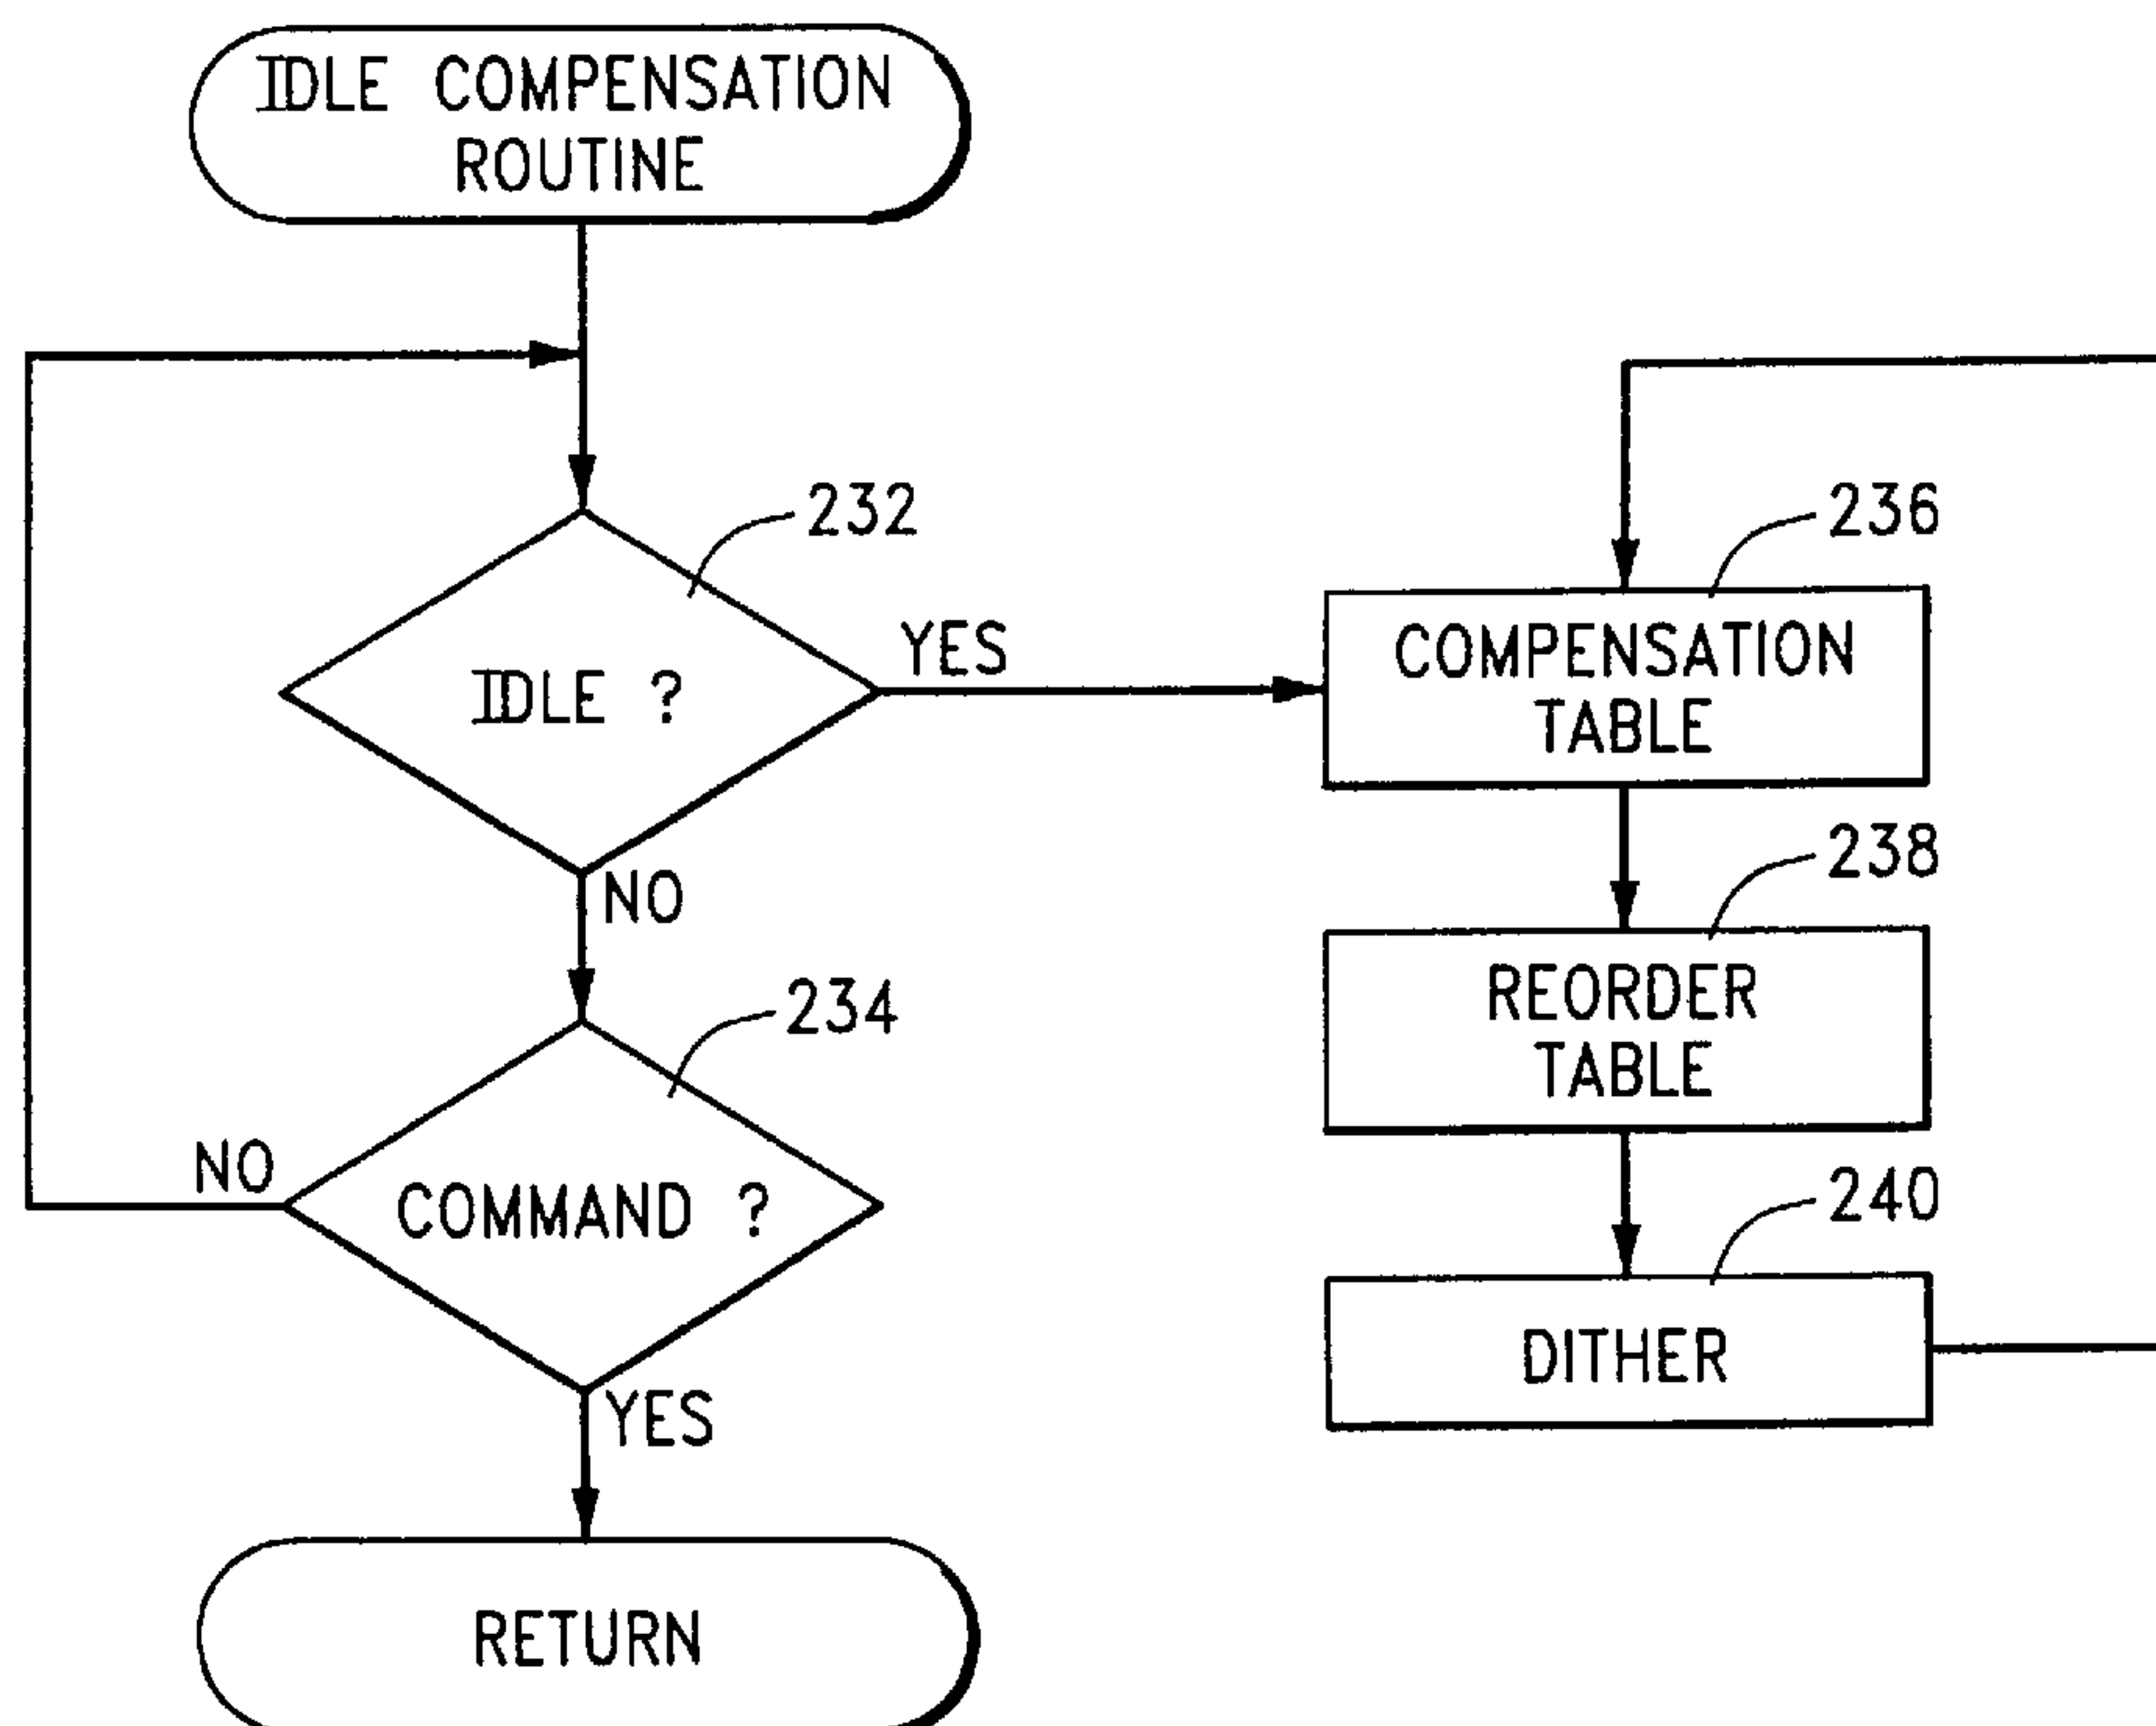 IDLE COMPENSATION
ROUTINE
232
IDLE ?
YES
NO
234
COMMAND ?
NO
YES
RETURN
236
COMPENSATION
TABLE
238
REORDER
TABLE
240
DITHER